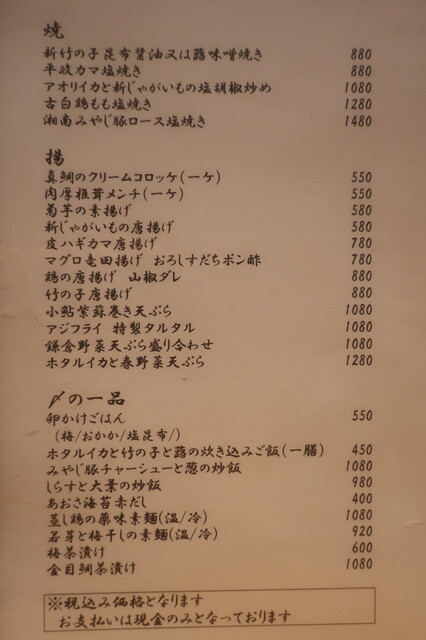 焼
新竹の子昆布醤油又は蕗味噌焼き 880
平政カマ塩焼き 880
アオリイカと新じゃがいもの塩胡椒炒め 1080
古白鶏もも塩焼き 1280
湘南みやじ豚ロース塩焼き 1480
揚
真鯛のクリームコロッケ(一ケ) 550
肉厚椎茸メンチ(一ケ) 550
菊芋の素揚げ 580
新じゃがいもの唐揚げ 580
皮ハギカマ唐揚げ 780
マグロ竜田揚げ おろしすだちポン酢 780
鶏の唐揚げ 山椒ダレ 880
竹の子唐揚げ 880
小鮎紫蘇巻き天ぷら 1080
アジフライ 特製タルタル 1080
鎌倉野菜天ぷら盛り合わせ 1080
ホタルイカと春野菜天ぷら 1280
〆の一品
卵かけごはん 550
(梅/おかか/塩昆布/)
ホタルイカと竹の子と蕗の炊き込みご飯(一膳) 450
みやじ豚チャーシューと葱の炒飯 1080
しらすと大葉の炒飯 980
あおさ海苔赤だし 400
蒸し鶏の薬味素麺(温/冷) 1080
若芽と梅干しの素麺(温/冷) 920
梅茶漬け 600
金目鯛茶漬け 1080
※税込み価格となります
お支払いは現金のみとなっております